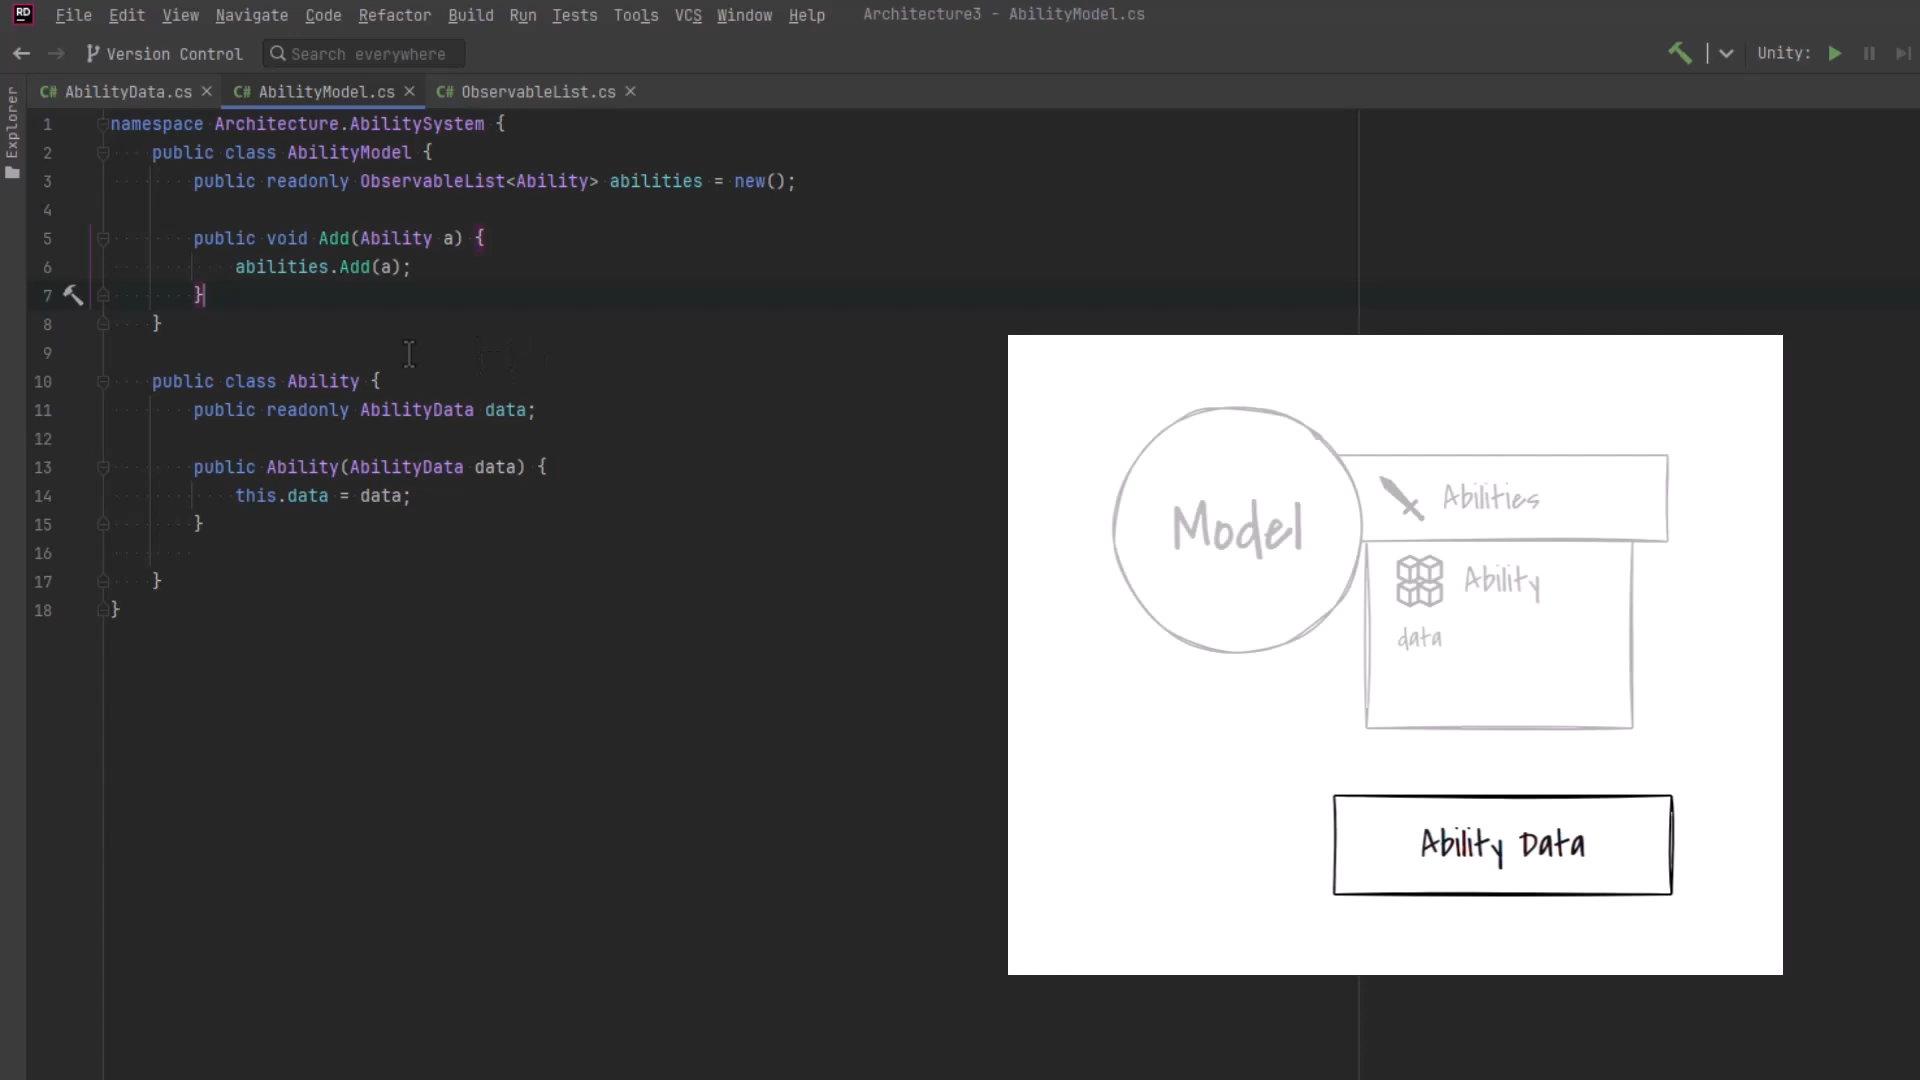 RD File Edit View Navigate Code Refactor Build Run Tests Tools VCS Window Help Architecture3 - AbilityModel.cs
Version Control Search everywhere Unity:
C# AbilityData.cs C# AbilityModel.cs C# ObservableList.cs
Explorer
1 namespace Architecture.AbilitySystem {
2 public class AbilityModel {
3 public readonly ObservableList<Ability> abilities = new();
4
5 public void Add(Ability a) {
6 abilities.Add(a);
7 }
8 }
9
10 public class Ability {
11 public readonly AbilityData data;
12
13 public Ability(AbilityData data) {
14 this.data = data;
15 }
16
17 }
18 }
Model
Abilities
Ability
data
Ability Data